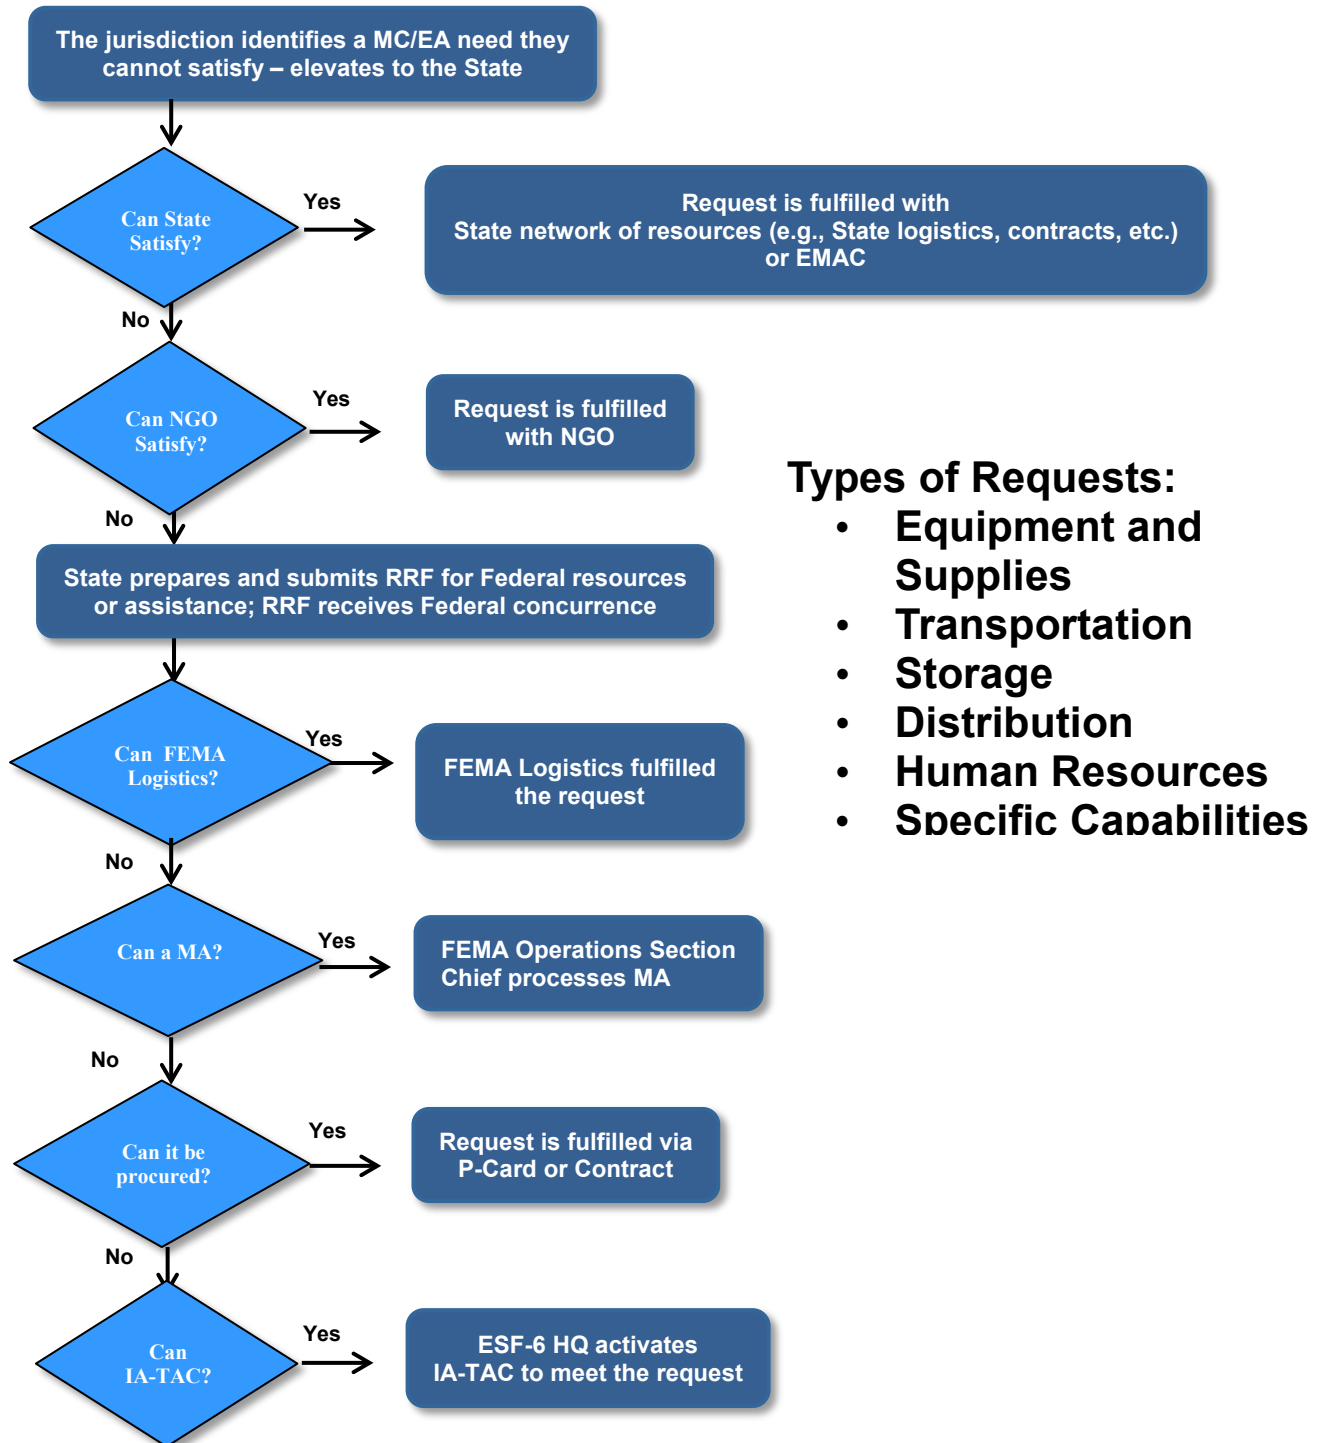 The jurisdiction identifies a MC/EA need they
cannot satisfy – elevates to the State
Can State
Satisfy?
Yes
Request is fulfilled with
State network of resources (e.g., State logistics, contracts, etc.)
or EMAC
No
Can NGO
Satisfy?
Yes
Request is fulfilled
with NGO
No
State prepares and submits RRF for Federal resources
or assistance; RRF receives Federal concurrence
Can FEMA
Logistics?
Yes
FEMA Logistics fulfilled
the request
No
Can a MA?
Yes
FEMA Operations Section
Chief processes MA
No
Can it be
procured?
Yes
Request is fulfilled via
P-Card or Contract
No
Can
IA-TAC?
Yes
ESF-6 HQ activates
IA-TAC to meet the request
Types of Requests:
• Equipment and
Supplies
• Transportation
• Storage
• Distribution
• Human Resources
• Specific Capabilities